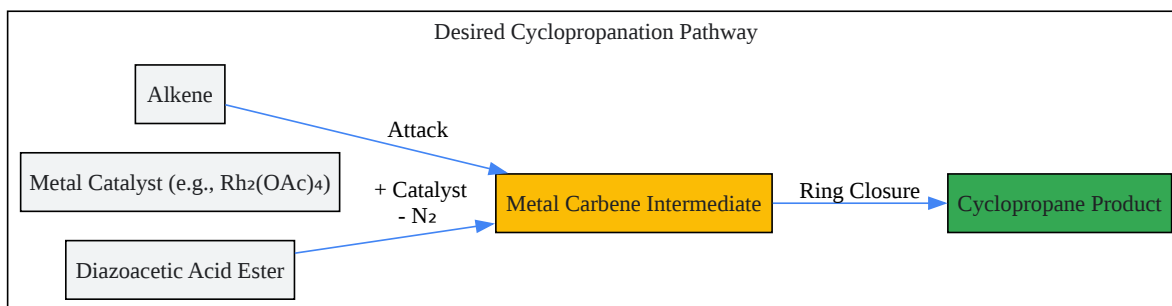 Desired Cyclopropanation Pathway
Alkene
Attack
Metal Catalyst (e.g., Rh₂(OAc)₄)
+ Catalyst
- N₂
Metal Carbene Intermediate
Ring Closure
Cyclopropane Product
Diazoacetic Acid Ester